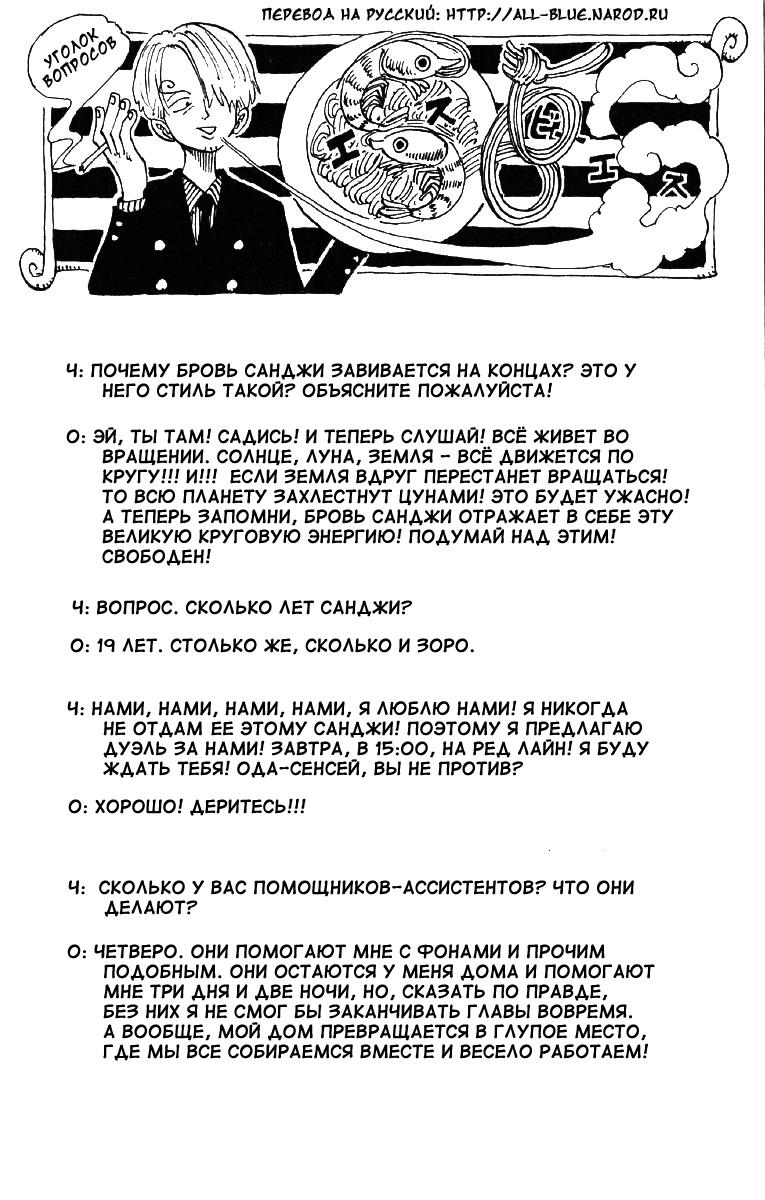 ПЕРЕВОД НА РУССКИЙ: HTTP://ALL-BLUE.NAROD.RU
УГОЛОК
ВОПРОСОВ
エス
ビー
エス
Ч: ПОЧЕМУ БРОВЬ САНДЖИ ЗАВИВАЕТСЯ НА КОНЦАХ? ЭТО У
НЕГО СТИЛЬ ТАКОЙ? ОБЪЯСНИТЕ ПОЖАЛУЙСТА!
О: ЭЙ, ТЫ ТАМ! САДИСЬ! И ТЕПЕРЬ СЛУШАЙ! ВСЁ ЖИВЕТ ВО
ВРАЩЕНИИ. СОЛНЦЕ, ЛУНА, ЗЕМЛЯ - ВСЁ ДВИЖЕТСЯ ПО
КРУГУ!!! И!!! ЕСЛИ ЗЕМЛЯ ВДРУГ ПЕРЕСТАНЕТ ВРАЩАТЬСЯ!
ТО ВСЮ ПЛАНЕТУ ЗАХЛЕСТНУТ ЦУНАМИ! ЭТО БУДЕТ УЖАСНО!
А ТЕПЕРЬ ЗАПОМНИ, БРОВЬ САНДЖИ ОТРАЖАЕТ В СЕБЕ ЭТУ
ВЕЛИКУЮ КРУГОВУЮ ЭНЕРГИЮ! ПОДУМАЙ НАД ЭТИМ!
СВОБОДЕН!
Ч: ВОПРОС. СКОЛЬКО ЛЕТ САНДЖИ?
О: 19 ЛЕТ. СТОЛЬКО ЖЕ, СКОЛЬКО И ЗОРО.
Ч: НАМИ, НАМИ, НАМИ, НАМИ, Я ЛЮБЛЮ НАМИ! Я НИКОГДА
НЕ ОТДАМ ЕЕ ЭТОМУ САНДЖИ! ПОЭТОМУ Я ПРЕДЛАГАЮ
ДУЭЛЬ ЗА НАМИ! ЗАВТРА, В 15:00, НА РЕД ЛАЙН! Я БУДУ
ЖДАТЬ ТЕБЯ! ОДА-СЕНСЕЙ, ВЫ НЕ ПРОТИВ?
О: ХОРОШО! ДЕРИТЕСЬ!!!
Ч: СКОЛЬКО У ВАС ПОМОЩНИКОВ-АССИСТЕНТОВ? ЧТО ОНИ
ДЕЛАЮТ?
О: ЧЕТВЕРО. ОНИ ПОМОГАЮТ МНЕ С ФОНАМИ И ПРОЧИМ
ПОДОБНЫМ. ОНИ ОСТАЮТСЯ У МЕНЯ ДОМА И ПОМОГАЮТ
МНЕ ТРИ ДНЯ И ДВЕ НОЧИ, НО, СКАЗАТЬ ПО ПРАВДЕ,
БЕЗ НИХ Я НЕ СМОГ БЫ ЗАКАНЧИВАТЬ ГЛАВЫ ВОВРЕМЯ.
А ВООБЩЕ, МОЙ ДОМ ПРЕВРАЩАЕТСЯ В ГЛУПОЕ МЕСТО,
ГДЕ МЫ ВСЕ СОБИРАЕМСЯ ВМЕСТЕ И ВЕСЕЛО РАБОТАЕМ!